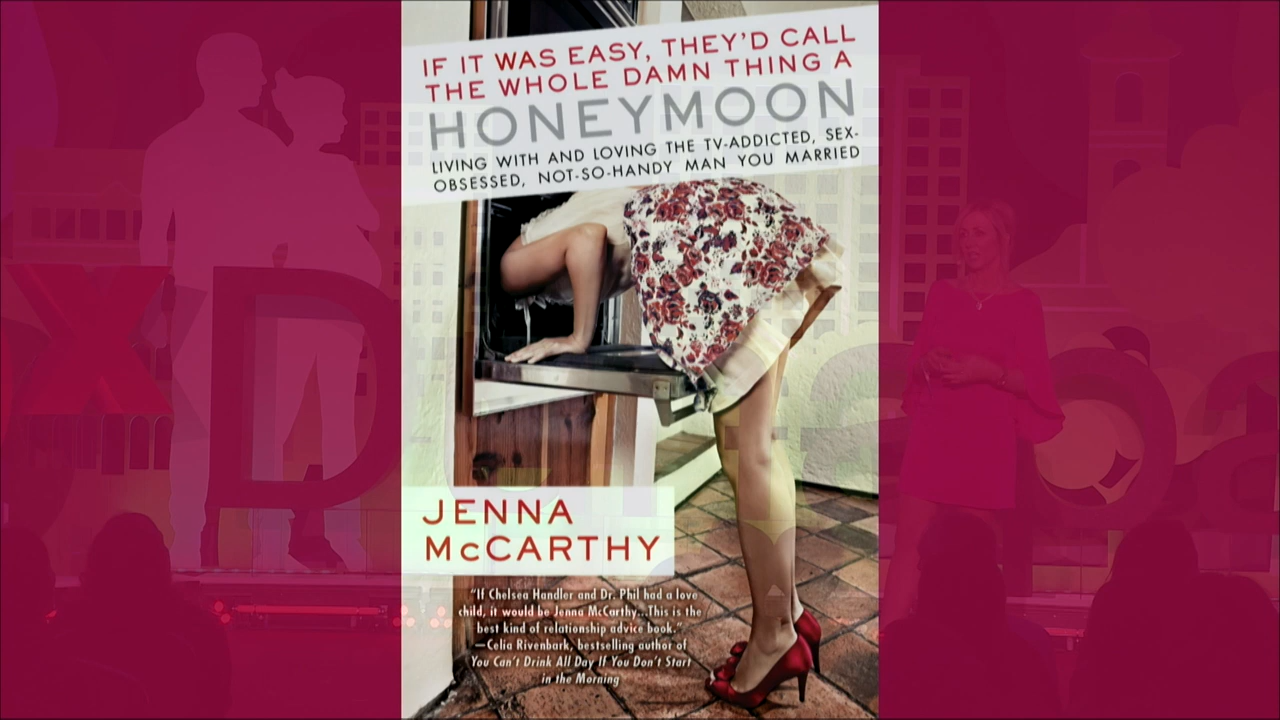 IF IT WAS EASY, THEY'D CALL
THE WHOLE DAMN THING A
HONEYMOON
LIVING WITH AND LOVING THE TV-ADDICTED, SEX-
OBSESSED, NOT-SO-HANDY MAN YOU MARRIED
JENNA
McCARTHY
"If Chelsea Handler and Dr. Phil had a love
child, it would be Jenna McCarthy...This is the
best kind of relationship advice book."
—Celia Rivenbark, bestselling author of
You Can't Drink All Day If You Don't Start
in the Morning
XD